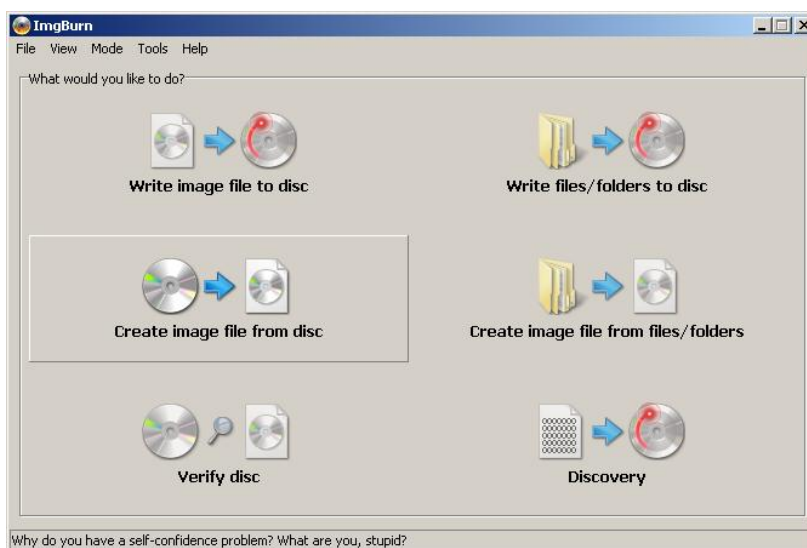 ImgBurn
File View Mode Tools Help
What would you like to do?
Write image file to disc
Write files/folders to disc
Create image file from disc
Create image file from files/folders
Verify disc
Discovery
Why do you have a self-confidence problem? What are you, stupid?